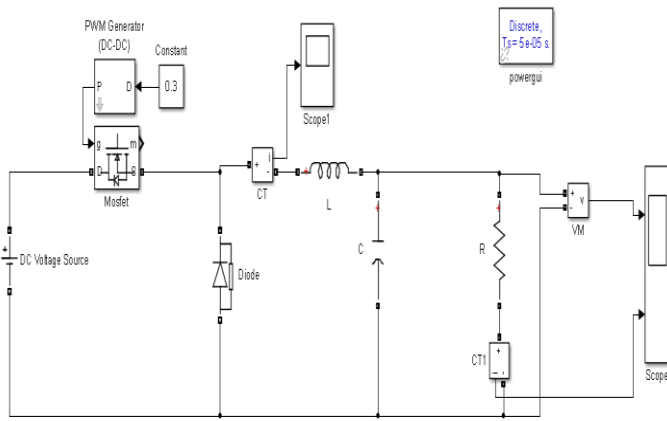 PWM Generator
(DC-DC)
Constant
P
D
0.3
Discrete,
Ts = 5e-05 s.
powergui
Scope1
g
m
D
S
Mosfet
i
+
-
CT
L
+
DC Voltage Source
Diode
C
R
+
-
v
VM
CT1
+
-
i
Scope